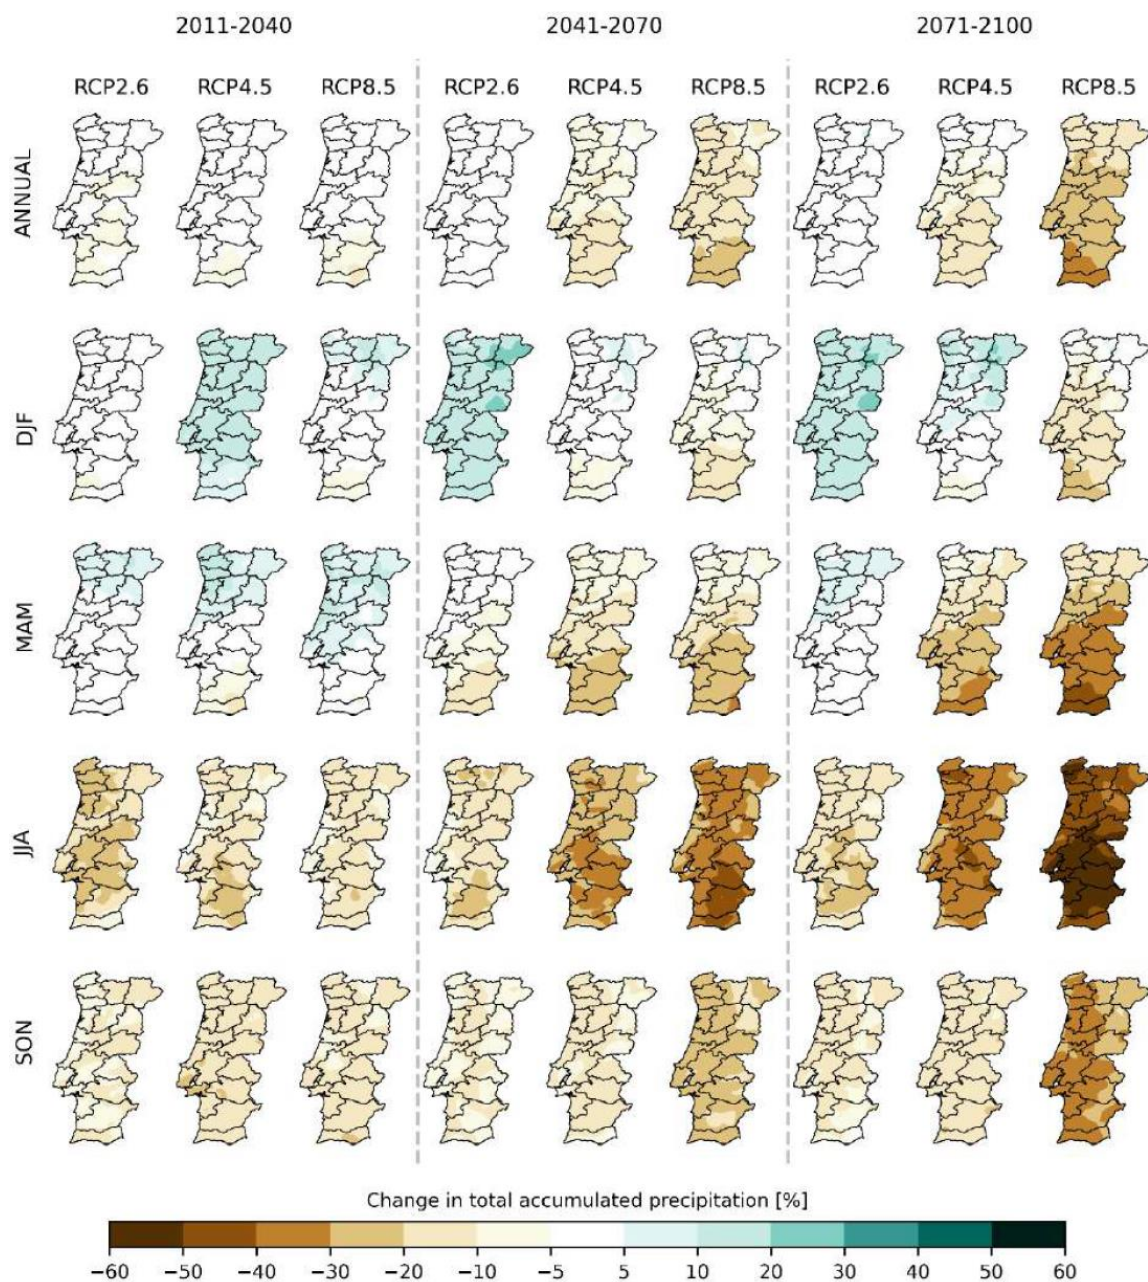 2011-2040 2041-2070 2071-2100
RCP2.6 RCP4.5 RCP8.5 RCP2.6 RCP4.5 RCP8.5 RCP2.6 RCP4.5 RCP8.5
ANNUAL
DJF
MAM
JJA
SON
Change in total accumulated precipitation [%]
−60 −50 −40 −30 −20 −10 −5 5 10 20 30 40 50 60